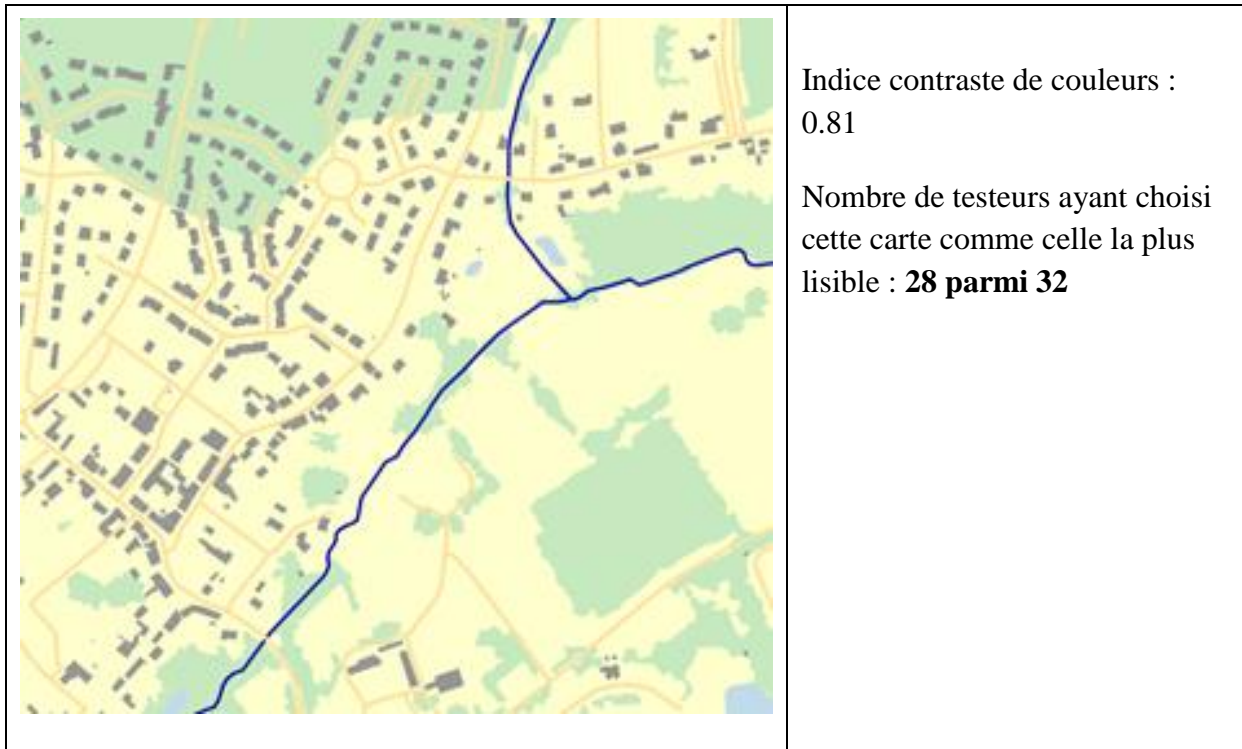 Indice contraste de couleurs :
0.81
Nombre de testeurs ayant choisi
cette carte comme celle la plus
lisible : 28 parmi 32